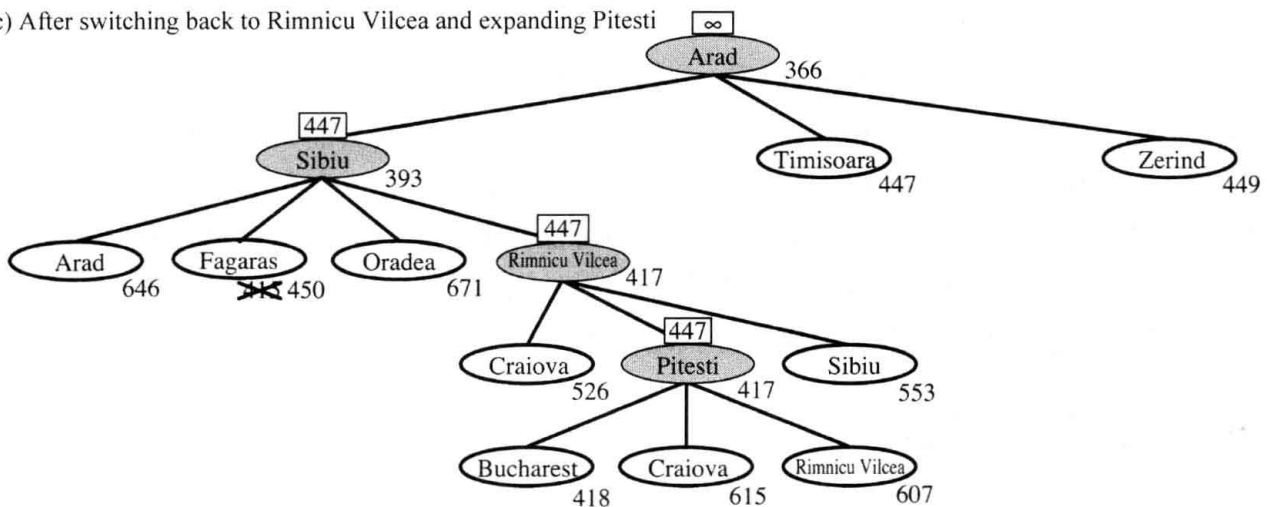 c) After switching back to Rimnicu Vilcea and expanding Pitesti
∞
Arad
366
447
Sibiu
393
Timisoara
447
Zerind
449
Arad
646
Fagaras
415 450
Oradea
671
447
Rimnicu Vilcea
417
Craiova
526
447
Pitesti
417
Sibiu
553
Bucharest
418
Craiova
615
Rimnicu Vilcea
607